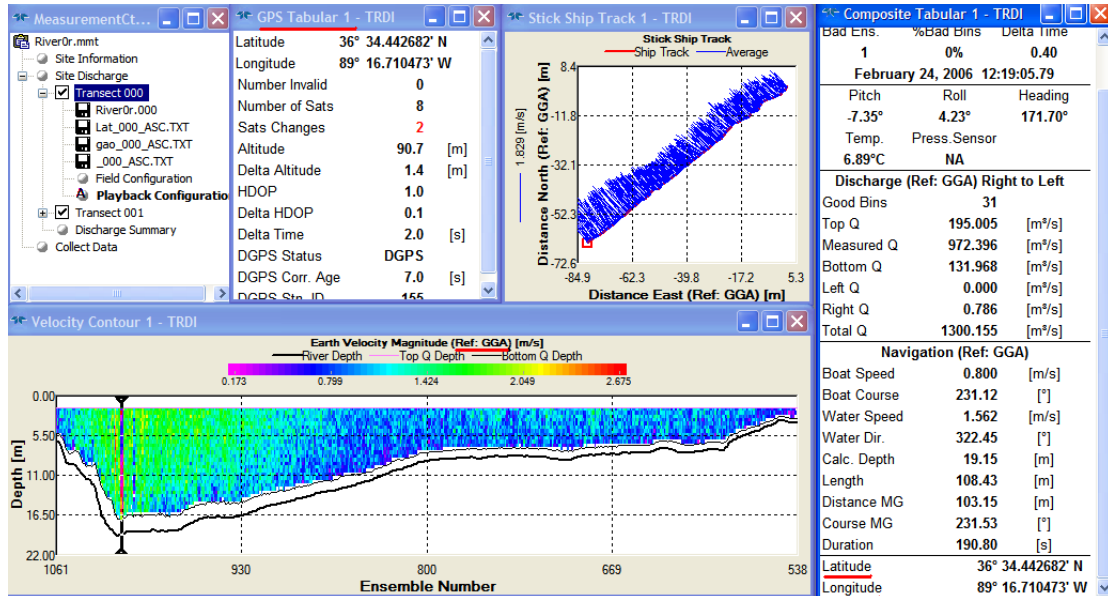 MeasurementCt...
River0r.mmt
Site Information
Site Discharge
Transect 000
River0r.000
Lat_000_ASC.TXT
gao_000_ASC.TXT
_000_ASC.TXT
Field Configuration
Playback Configuratio
Transect 001
Discharge Summary
Collect Data
GPS Tabular 1 - TRDI
Latitude 36° 34.442682' N
Longitude 89° 16.710473' W
Number Invalid 0
Number of Sats 8
Sats Changes 2
Altitude 90.7 [m]
Delta Altitude 1.4 [m]
HDOP 1.0
Delta HDOP 0.1
Delta Time 2.0 [s]
DGPS Status DGPS
DGPS Corr. Age 7.0 [s]
DGPS Stn. ID 155
Stick Ship Track 1 - TRDI
Stick Ship Track
Ship Track Average
1.829 [m/s]
Distance North (Ref: GGA) [m]
8.4
-11.8
-32.1
-52.3
-72.6
-84.9 -62.3 -39.8 -17.2 5.3
Distance East (Ref: GGA) [m]
Velocity Contour 1 - TRDI
Earth Velocity Magnitude (Ref: GGA) [m/s]
River Depth Top Q Depth Bottom Q Depth
0.173 0.799 1.424 2.049 2.675
Depth [m]
0.00
5.50
11.00
16.50
22.00
1061 930 800 669 538
Ensemble Number
Composite Tabular 1 - TRDI
Bad Ens. %Bad Bins Delta Time
1 0% 0.40
February 24, 2006 12:19:05.79
Pitch Roll Heading
-7.35° 4.23° 171.70°
Temp. Press.Sensor
6.89°C NA
Discharge (Ref: GGA) Right to Left
Good Bins 31
Top Q 195.005 [m³/s]
Measured Q 972.396 [m³/s]
Bottom Q 131.968 [m³/s]
Left Q 0.000 [m³/s]
Right Q 0.786 [m³/s]
Total Q 1300.155 [m³/s]
Navigation (Ref: GGA)
Boat Speed 0.800 [m/s]
Boat Course 231.12 [°]
Water Speed 1.562 [m/s]
Water Dir. 322.45 [°]
Calc. Depth 19.15 [m]
Length 108.43 [m]
Distance MG 103.15 [m]
Course MG 231.53 [°]
Duration 190.80 [s]
Latitude 36° 34.442682' N
Longitude 89° 16.710473' W